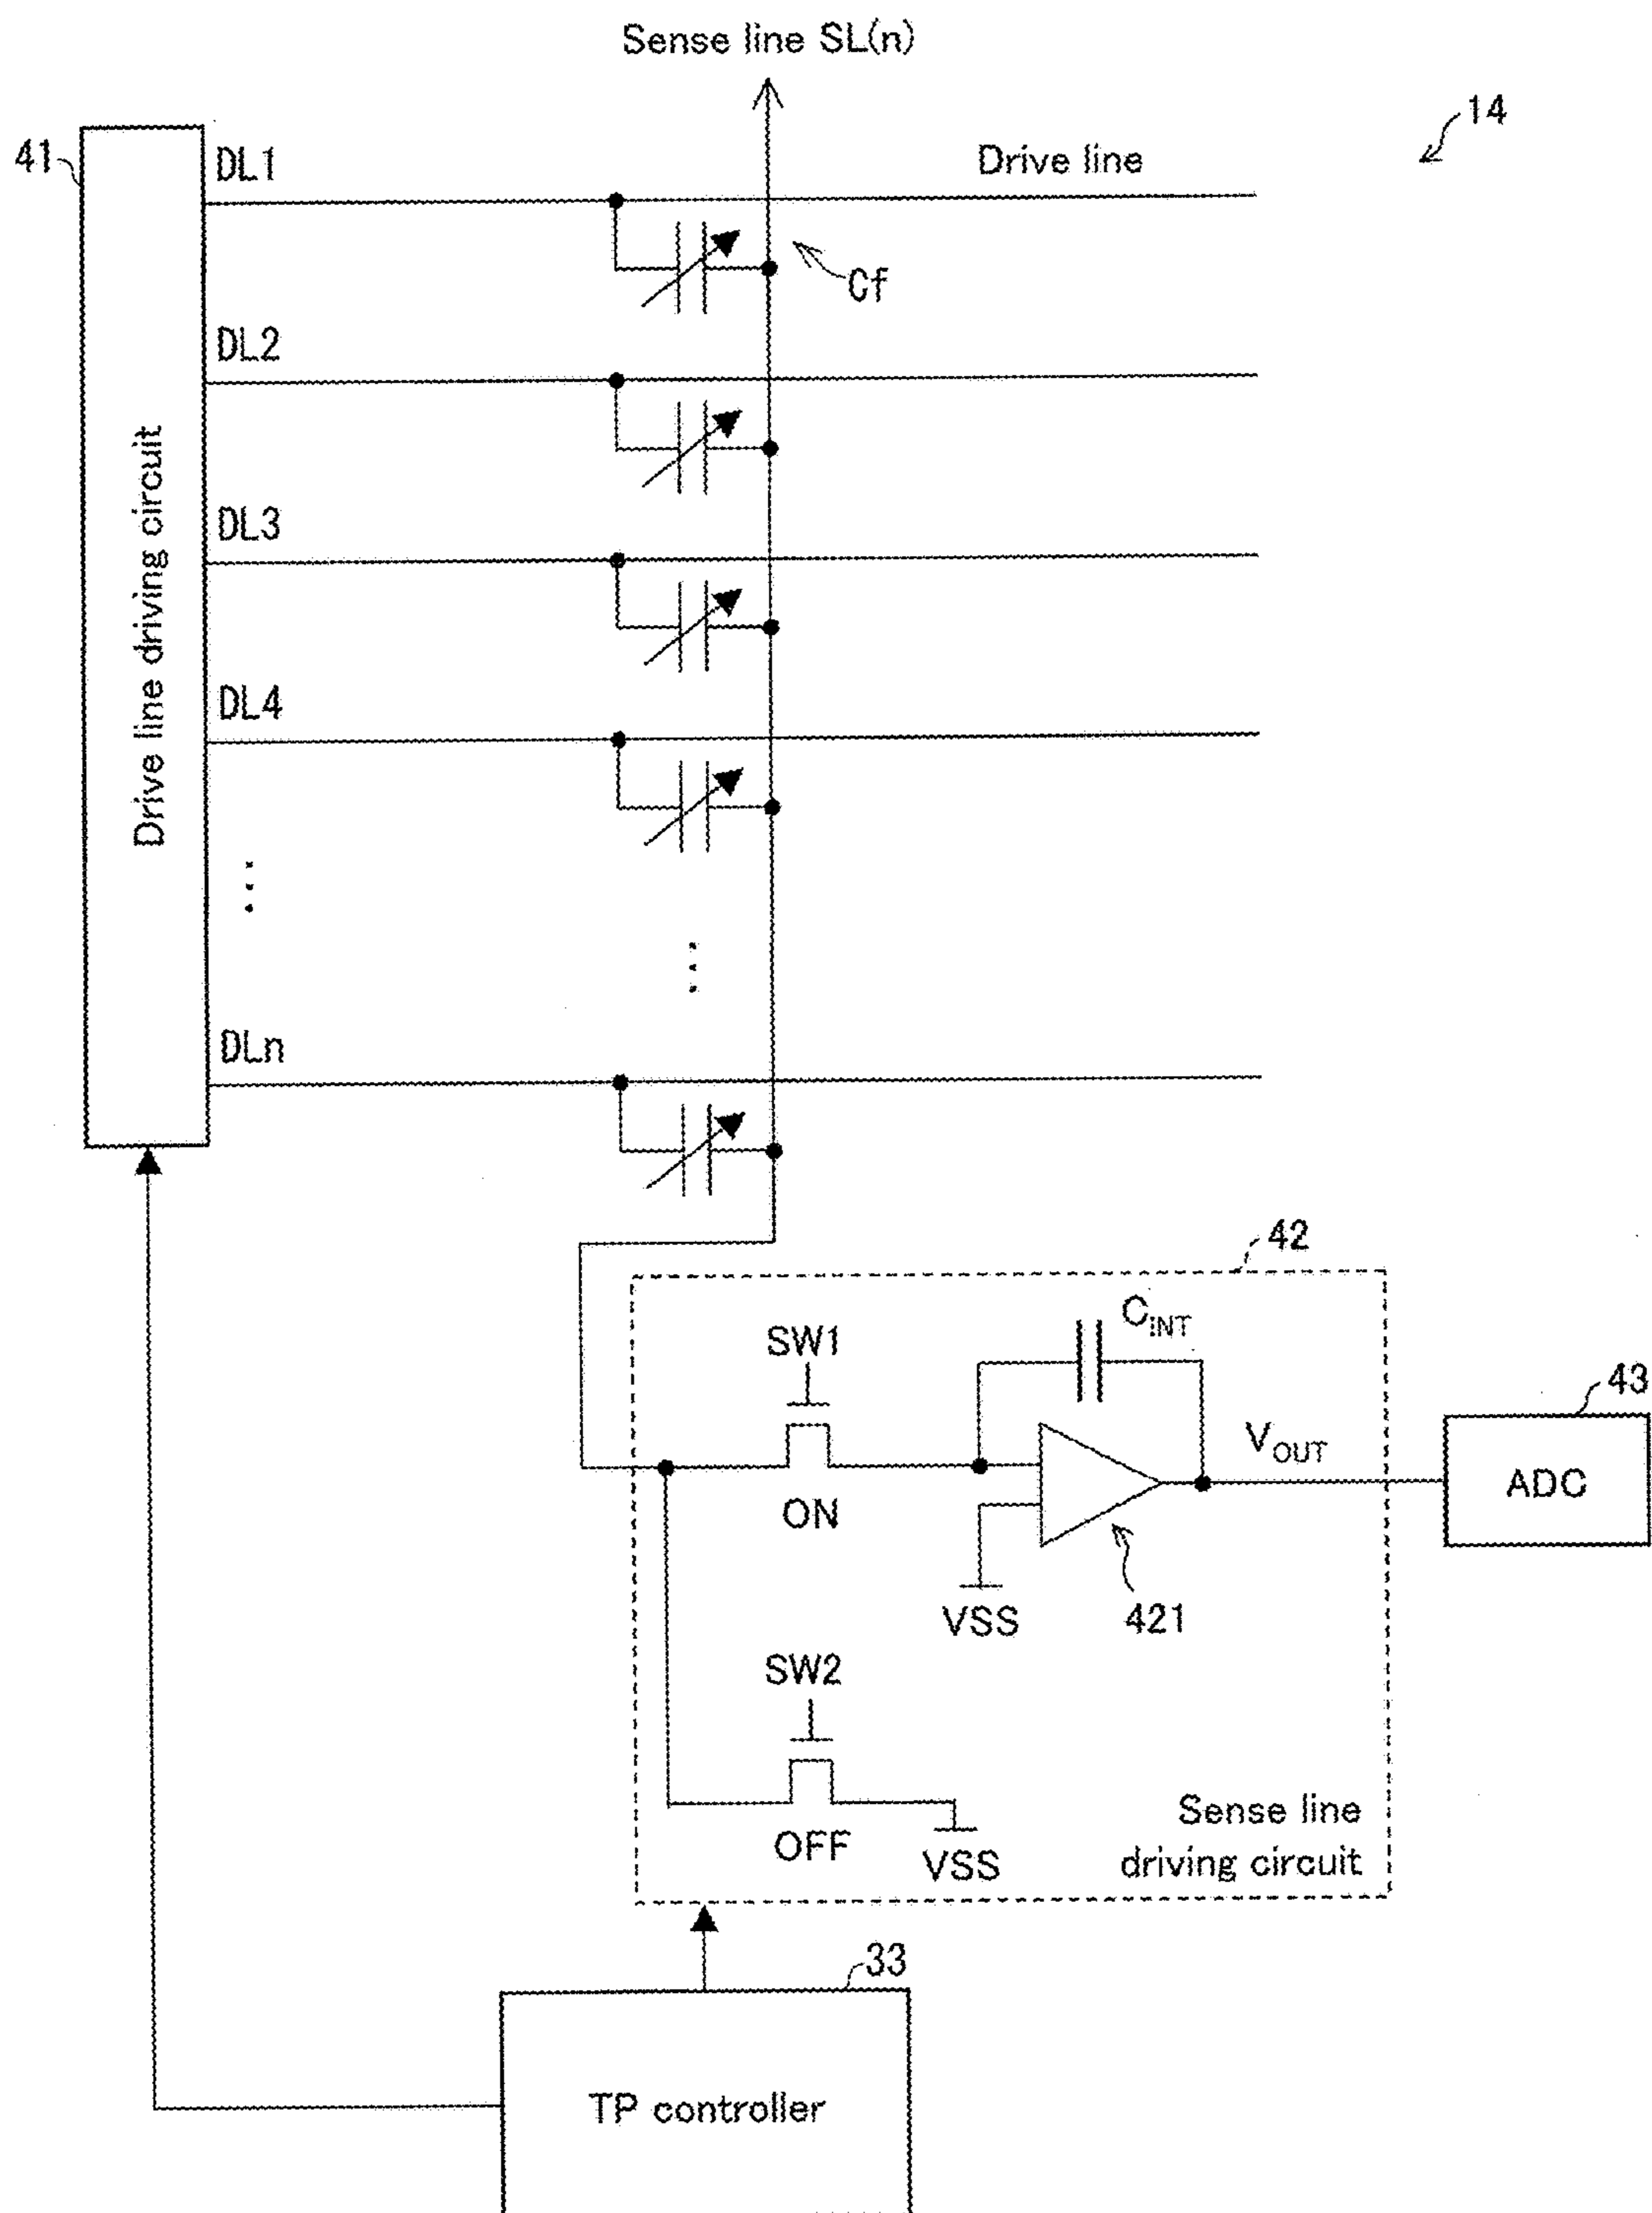 Sense line SL(n)
14
41
DL1
Drive line
Cf
DL2
DL3
Drive line driving circuit
DL4
DLn
42
CINT
SW1
43
VOUT
ADC
ON
VSS
421
SW2
OFF
VSS
Sense line
driving circuit
33
TP controller